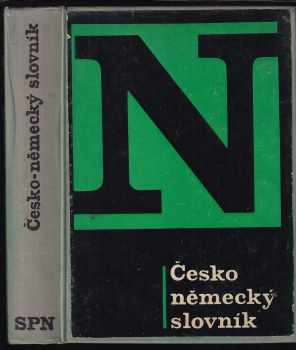 Česko-německý slovník
SPN
N
Česko
německý
slovník